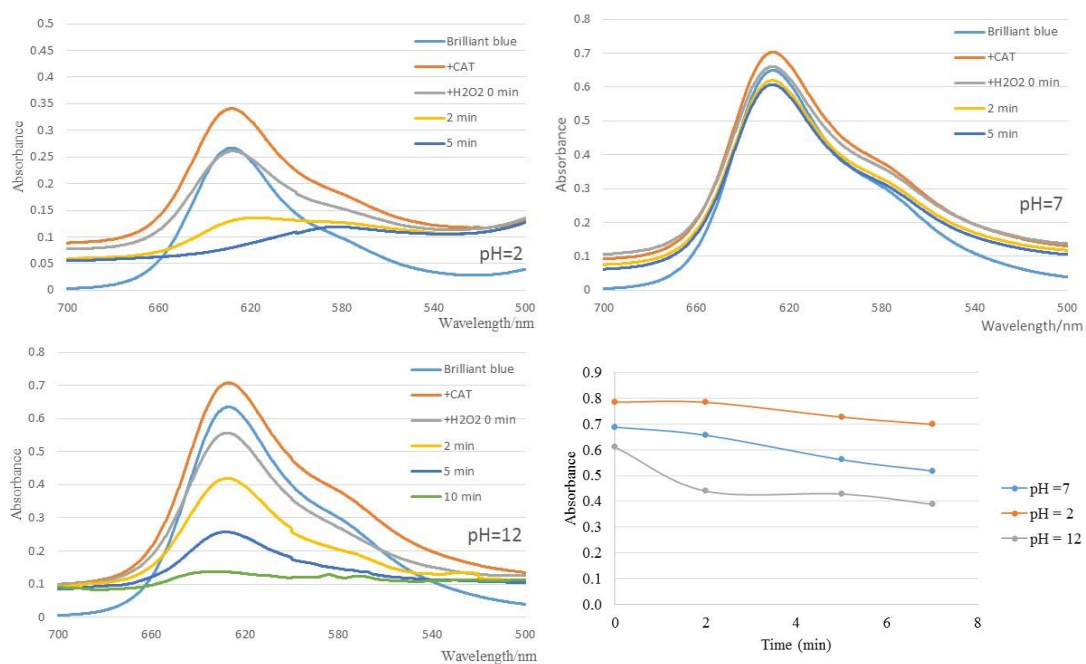 0.5
0.45
0.4
0.35
0.3
0.25
0.2
0.15
0.1
0.05
0
Absorbance
700
660
620
580
540
500
Wavelength/nm
Brilliant blue
+CAT
+H2O2 0 min
2 min
5 min
pH=2
0.8
0.7
0.6
0.5
0.4
0.3
0.2
0.1
0
Absorbance
700
660
620
580
540
500
Wavelength/nm
Brilliant blue
+CAT
+H2O2 0 min
2 min
5 min
pH=7
0.8
0.7
0.6
0.5
0.4
0.3
0.2
0.1
0
Absorbance
700
660
620
580
540
500
Wavelength/nm
Brilliant blue
+CAT
+H2O2 0 min
2 min
5 min
10 min
pH=12
0.9
0.8
0.7
0.6
0.5
0.4
0.3
0.2
0.1
0.0
Absorbance
0
2
4
6
8
Time (min)
pH =7
pH = 2
pH = 12